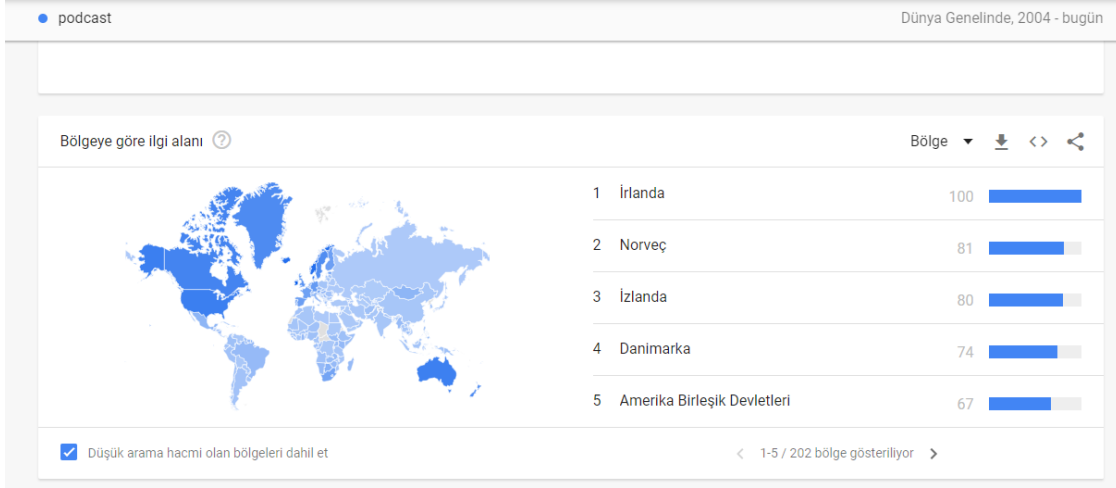 podcast Dünya Genelinde, 2004 - bugün
Bölgeye göre ilgi alanı ? Bölge
1 İrlanda 100
2 Norveç 81
3 İzlanda 80
4 Danimarka 74
5 Amerika Birleşik Devletleri 67
Düşük arama hacmi olan bölgeleri dahil et 1-5 / 202 bölge gösteriliyor